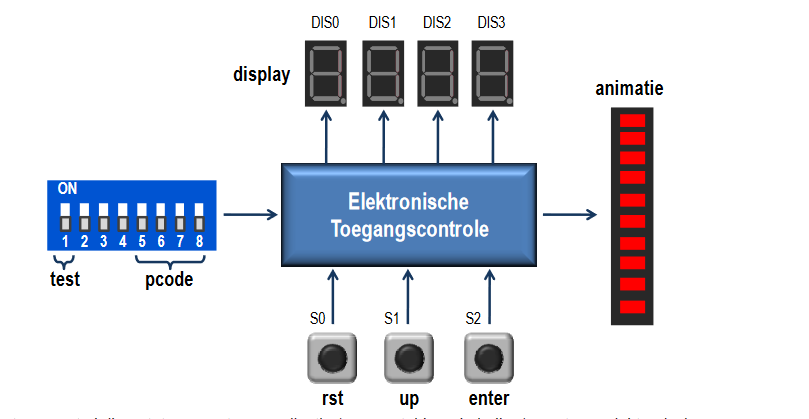 DIS0 DIS1 DIS2 DIS3
display
animatie
ON
1 2 3 4 5 6 7 8
test pcode
Elektronische
Toegangscontrole
S0 S1 S2
rst up enter